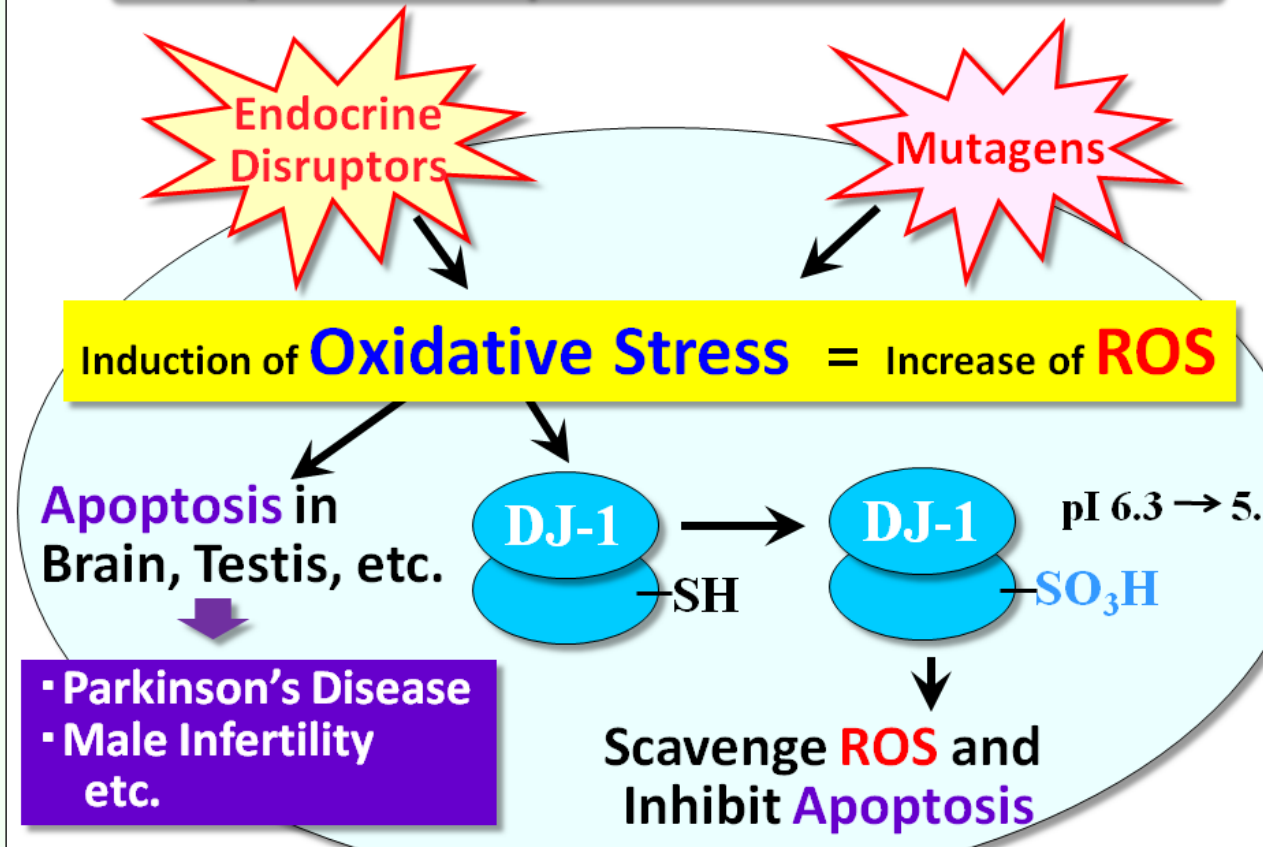 Endocrine
Disruptors
Mutagens
Induction of Oxidative Stress = Increase of ROS
Apoptosis in
Brain, Testis, etc.
DJ-1
-SH
DJ-1
-SO₃H
pI 6.3 → 5.
▪ Parkinson's Disease
▪ Male Infertility
etc.
Scavenge ROS and
Inhibit Apoptosis